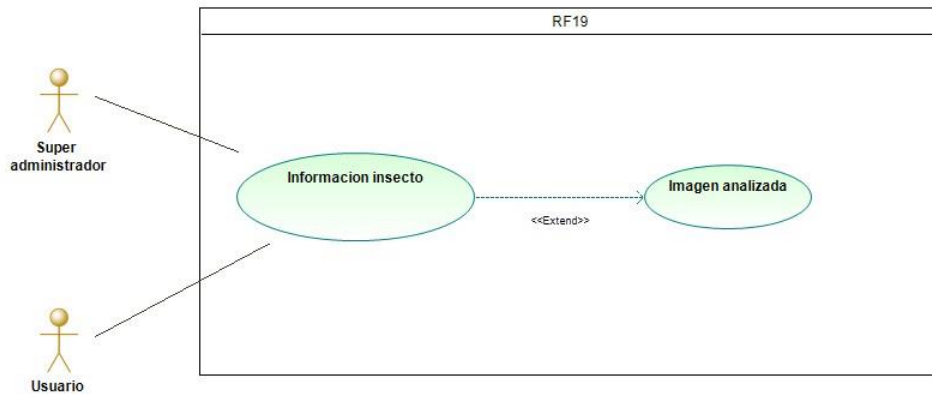 RF19
Super
administrador
Informacion insecto
Imagen analizada
<<Extend>>
Usuario